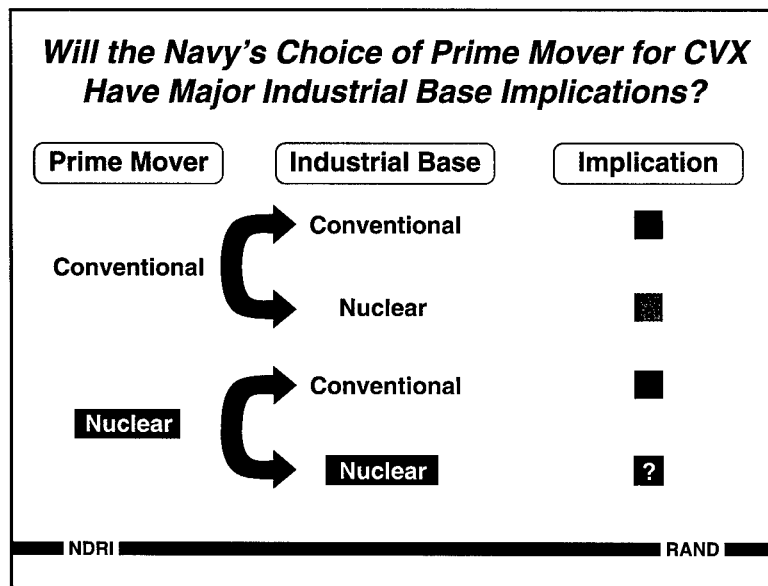 Will the Navy's Choice of Prime Mover for CVX
Have Major Industrial Base Implications?
Prime Mover Industrial Base Implication
Conventional
Conventional
Nuclear
Conventional
Nuclear
Nuclear ?
NDRI RAND